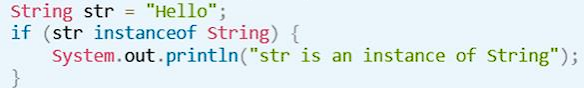 String str = "Hello";
if (str instanceof String) {
    System.out.println("str is an instance of String");
}